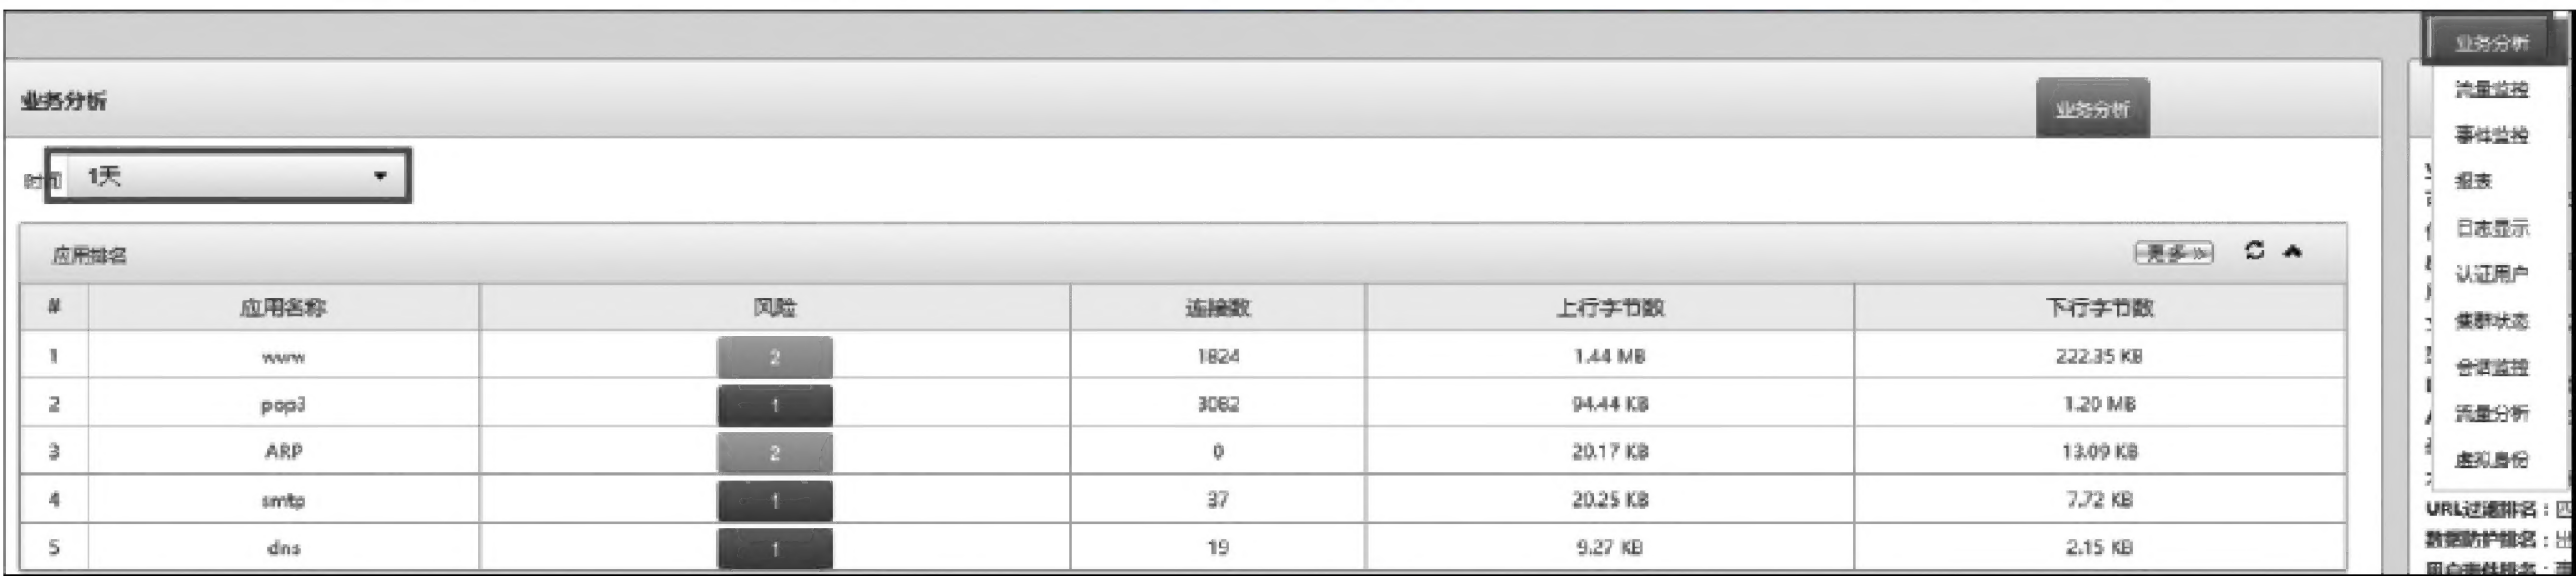 业务分析
业务分析
业务分析
流量监控
事件监控
报表
日志显示
认证用户
集群状态
会话监控
流量分析
虚拟身份
时间 1天
应用排名 更多 »
# 应用名称 风险 连接数 上行字节数 下行字节数
1 www 2 1824 1.44 MB 222.35 KB
2 pop3 1 3082 94.44 KB 1.20 MB
3 ARP 2 0 20.17 KB 13.09 KB
4 smtp 1 37 20.25 KB 7.72 KB
5 dns 1 19 9.27 KB 2.15 KB
URL过滤排名：
数据防护排名：出